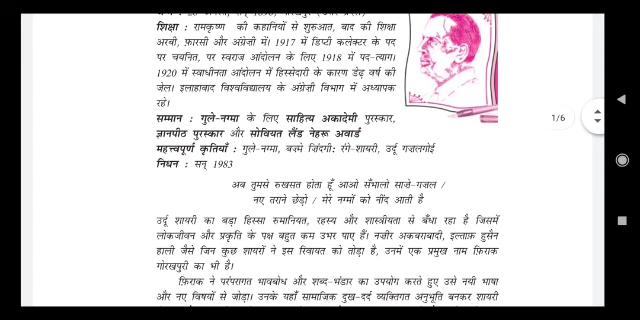 शिक्षा : रामकृष्ण की कहानियों से शुरुआत, बाद की शिक्षा
अरबी, फ़ारसी और अंग्रेज़ी में। 1917 में डिप्टी कलेक्टर के पद
पर चयनित, पर स्वराज आंदोलन के लिए 1918 में पद-त्याग।
1920 में स्वाधीनता आंदोलन में हिस्सेदारी के कारण डेढ़ वर्ष की
जेल। इलाहाबाद विश्वविद्यालय के अंग्रेज़ी विभाग में अध्यापक
रहे।
सम्मान : गुले-नग्मा के लिए साहित्य अकादेमी पुरस्कार,
ज्ञानपीठ पुरस्कार और सोवियत लैंड नेहरू अवार्ड
महत्त्वपूर्ण कृतियाँ : गुले-नग्मा, बज़्मे ज़िंदगी: रंगे-शायरी, उर्दू गज़लगोई
निधन : सन् 1983
1/6
अब तुमसे रुख़सत होता हूँ आओ सँभालो साज़े-गज़ल /
नए तराने छेड़ो / मेरे नग्मों को नींद आती है
उर्दू शायरी का बड़ा हिस्सा रुमानियत, रहस्य और शास्त्रीयता से बँधा रहा है जिसमें
लोकजीवन और प्रकृति के पक्ष बहुत कम उभर पाए हैं। नज़ीर अकबराबादी, इल्ताफ़ हुसैन
हाली जैसे जिन कुछ शायरों ने इस रिवायत को तोड़ा है, उनमें एक प्रमुख नाम फ़िराक
गोरखपुरी का भी है।
फ़िराक ने परंपरागत भावबोध और शब्द-भंडार का उपयोग करते हुए उसे नयी भाषा
और नए विषयों से जोड़ा। उनके यहाँ सामाजिक दुख-दर्द व्यक्तिगत अनुभूति बनकर शायरी